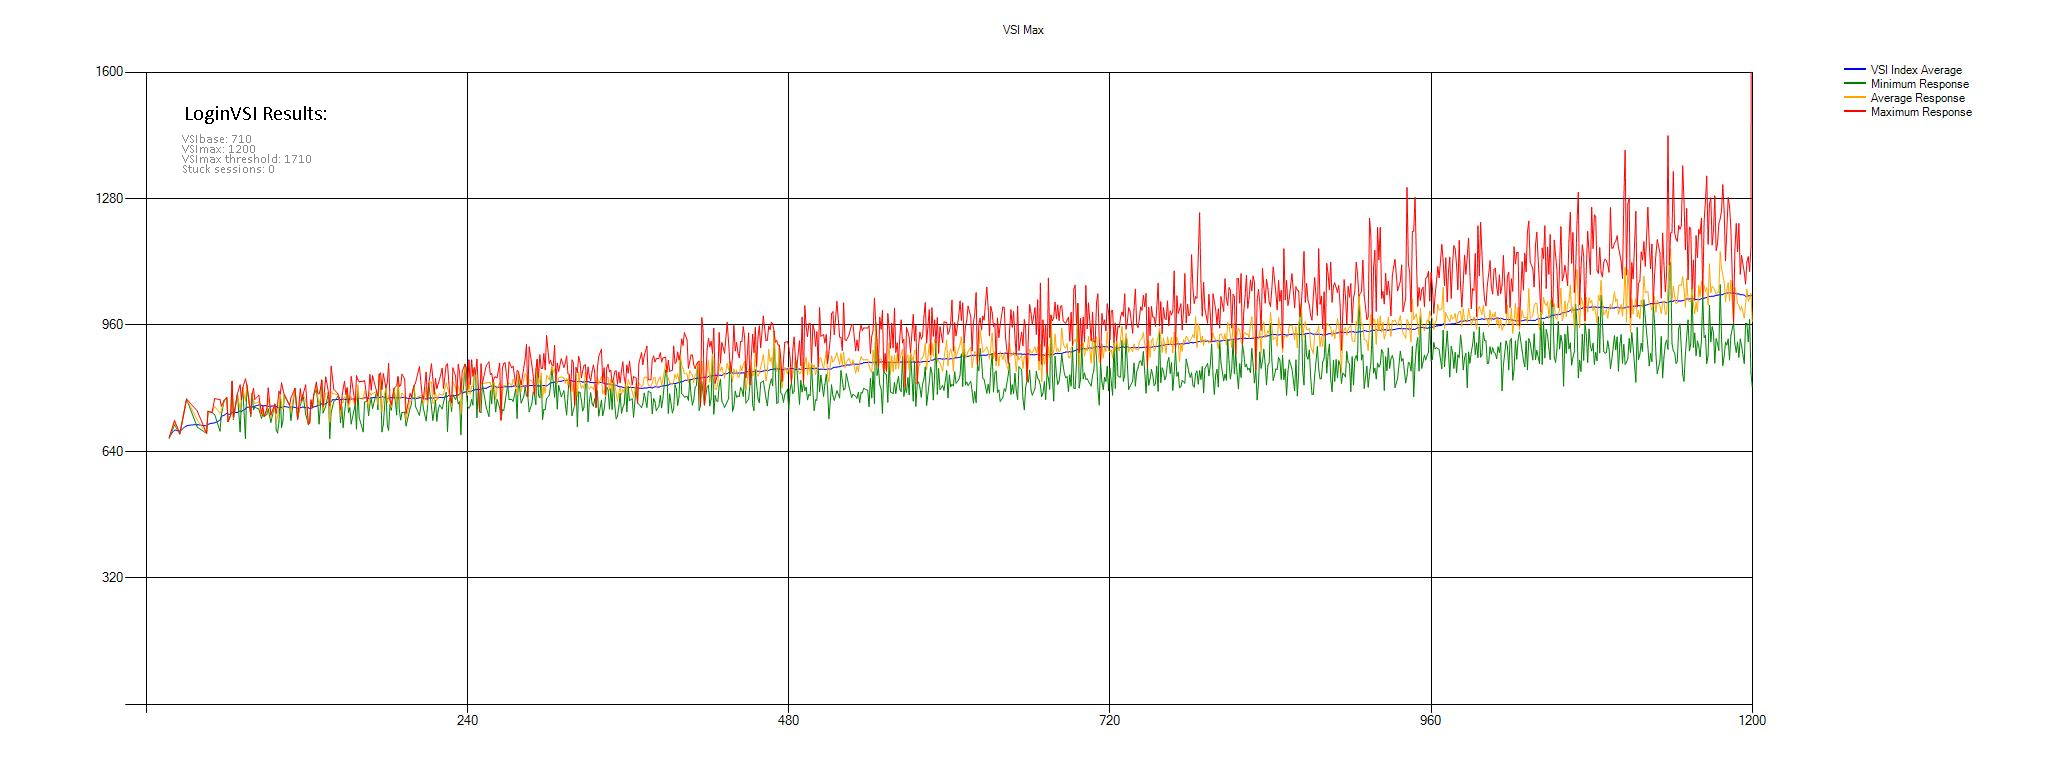 VSI Max
1600
1280
960
640
320
LoginVSI Results:
VSIbase: 710
VSImax: 1200
VSImax threshold: 1710
Stuck sessions: 0
VSI Index Average
Minimum Response
Average Response
Maximum Response
240
480
720
960
1200